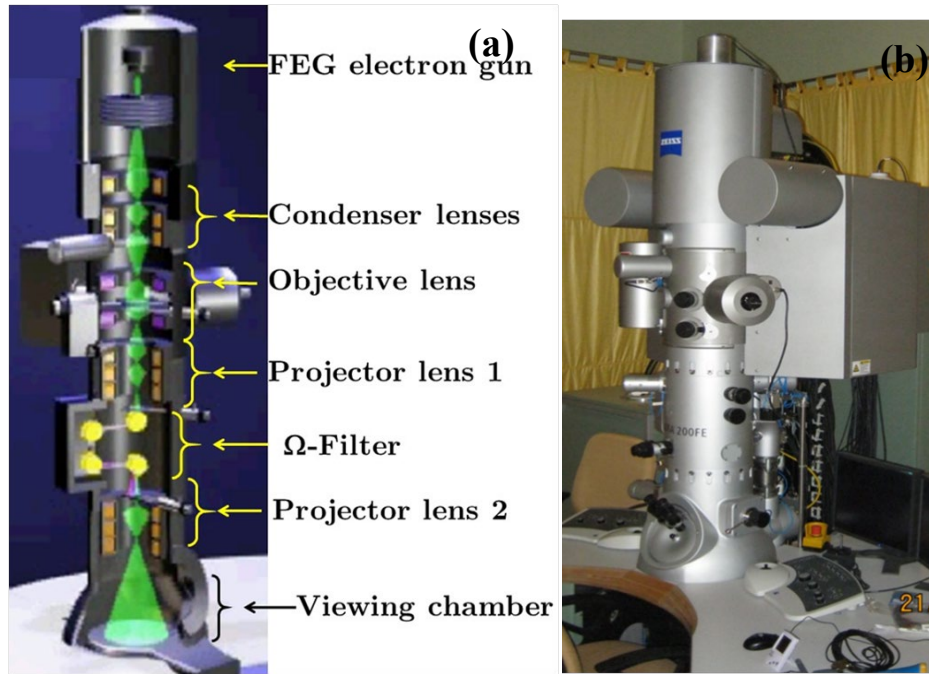 (a)
FEG electron gun
Condenser lenses
Objective lens
Projector lens 1
Ω-Filter
Projector lens 2
Viewing chamber
(b)
ZEISS
200FE
21